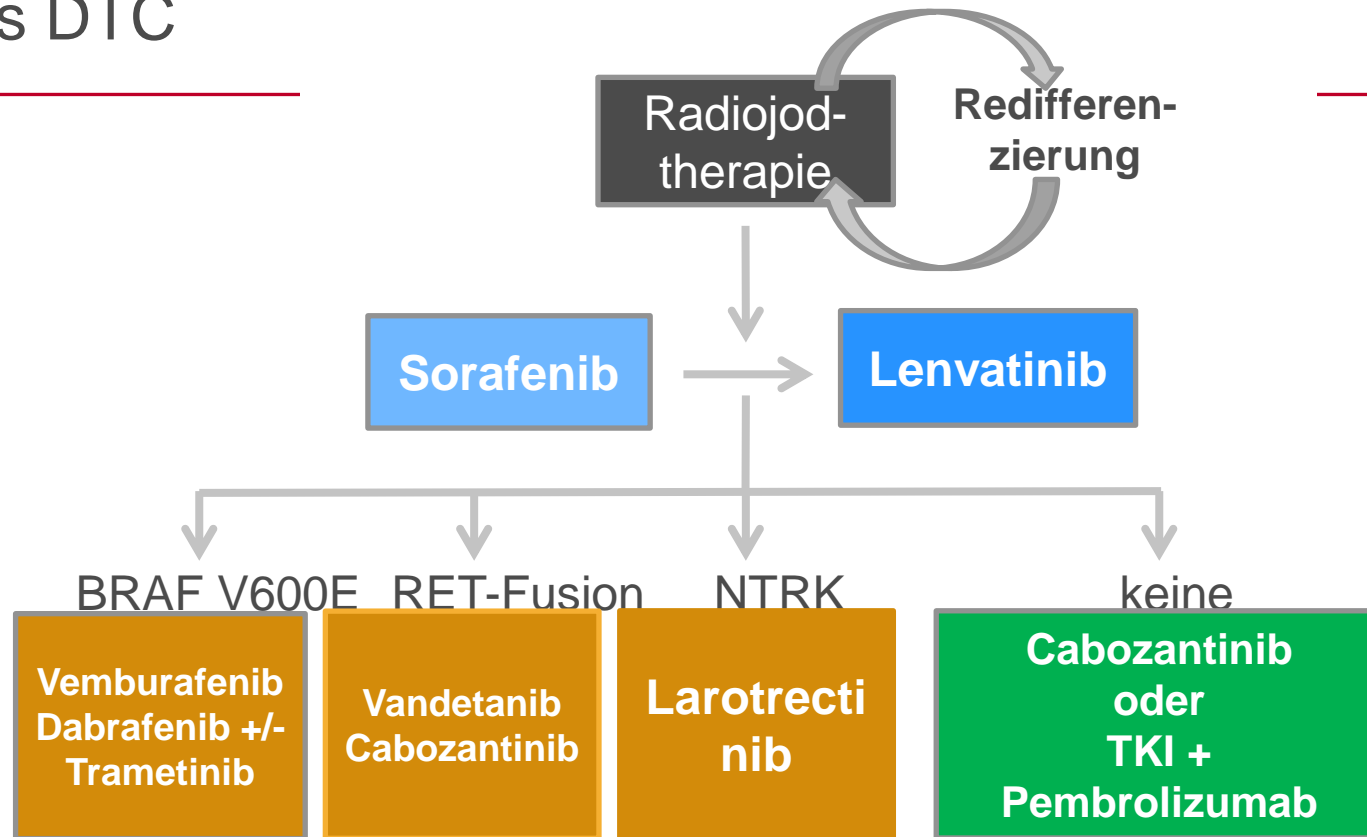 s DTC
Radiojod-
therapie
Redifferen-
zierung
Sorafenib
Lenvatinib
BRAF V600E
RET-Fusion
NTRK
keine
Vemburafenib
Dabrafenib +/-
Trametinib
Vandetanib
Cabozantinib
Larotrecti
nib
Cabozantinib
oder
TKI +
Pembrolizumab